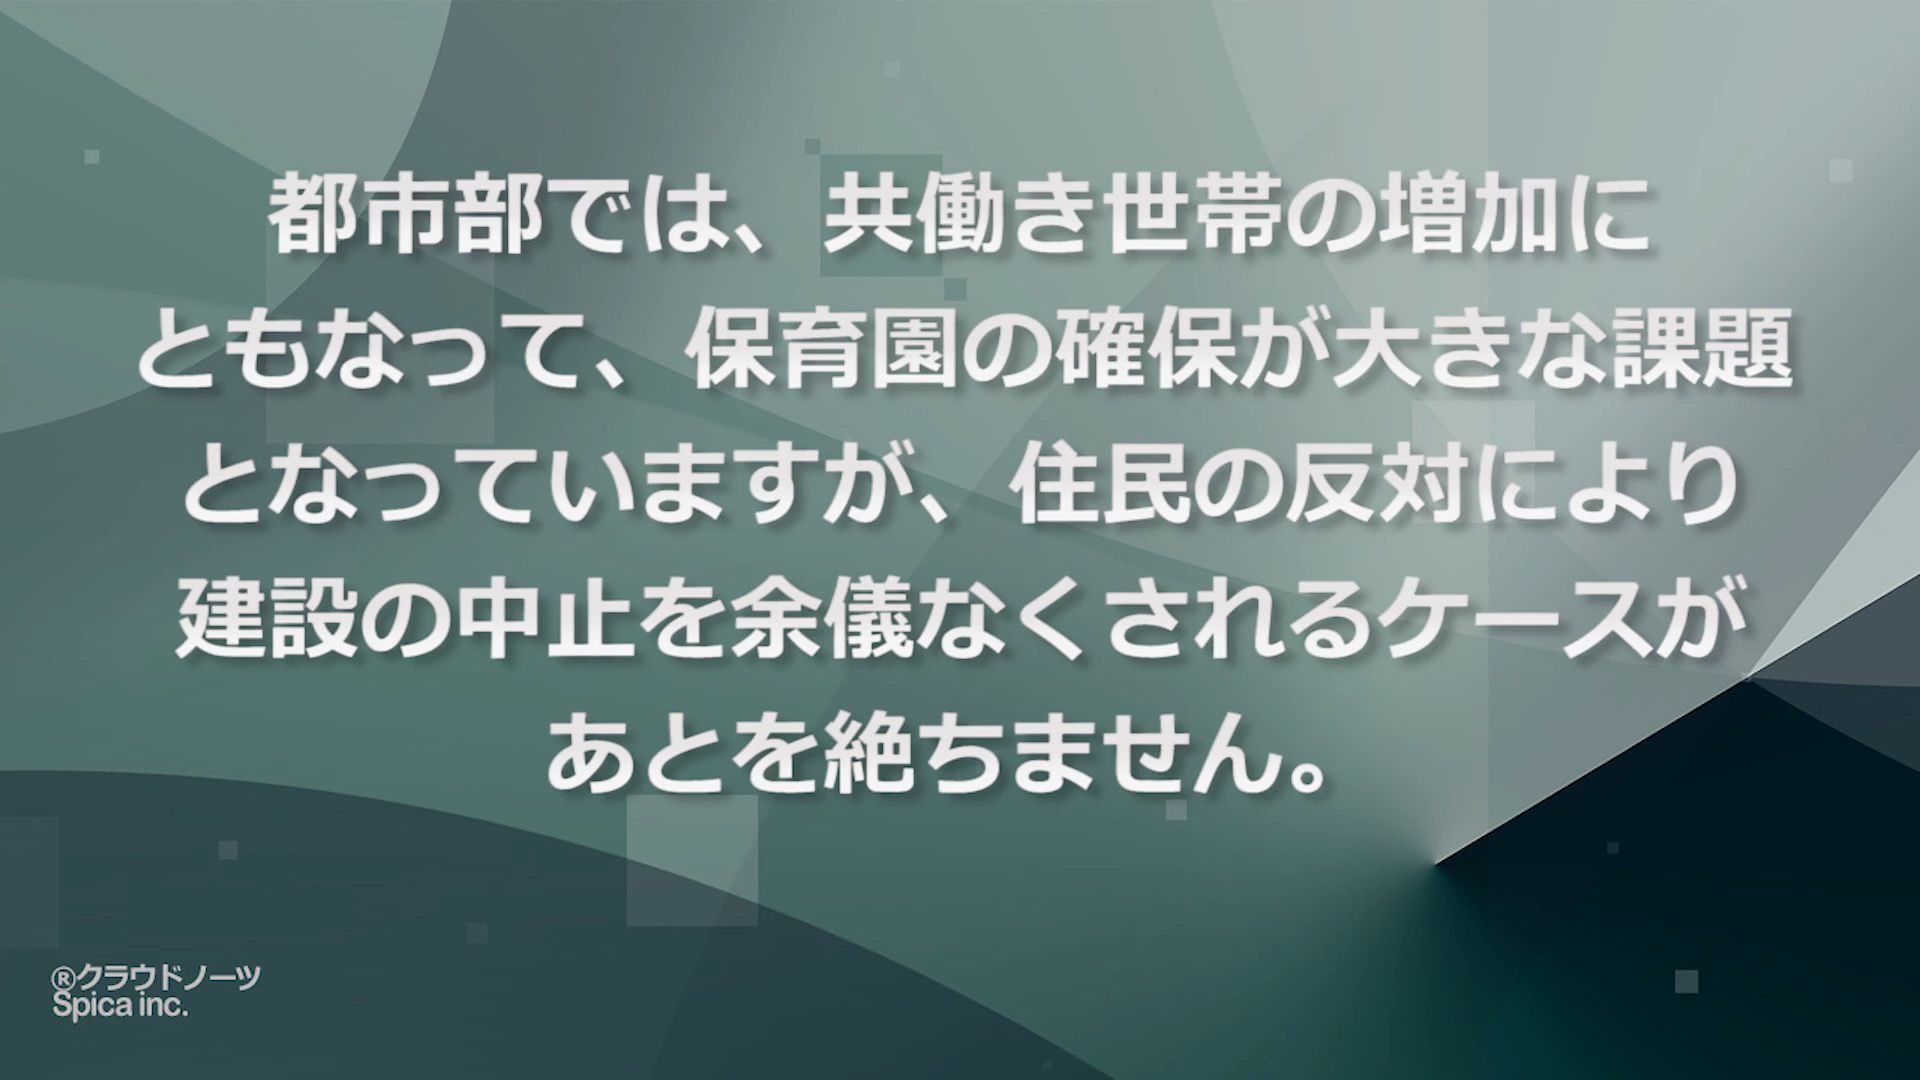 都市部では、共働き世帯の増加に
ともなって、保育園の確保が大きな課題
となっていますが、住民の反対により
建設の中止を余儀なくされるケースが
あとを絶ちません。
®クラウドノーツ
Spica inc.